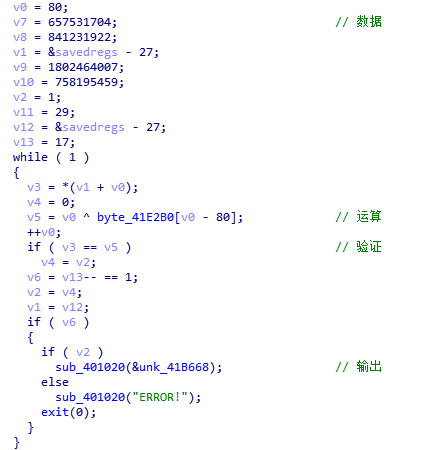 v0 = 80;
v7 = 657531704; // 数据
v8 = 841231922;
v1 = &savedregs - 27;
v9 = 1802464007;
v10 = 758195459;
v2 = 1;
v11 = 29;
v12 = &savedregs - 27;
v13 = 17;
while ( 1 )
{
v3 = *(v1 + v0);
v4 = 0;
v5 = v0 ^ byte_41E2B0[v0 - 80]; // 运算
++v0;
if ( v3 == v5 ) // 验证
v4 = v2;
v6 = v13-- == 1;
v2 = v4;
v1 = v12;
if ( v6 )
{
if ( v2 )
sub_401020(&unk_41B668); // 输出
else
sub_401020("ERROR!");
exit(0);
}
}